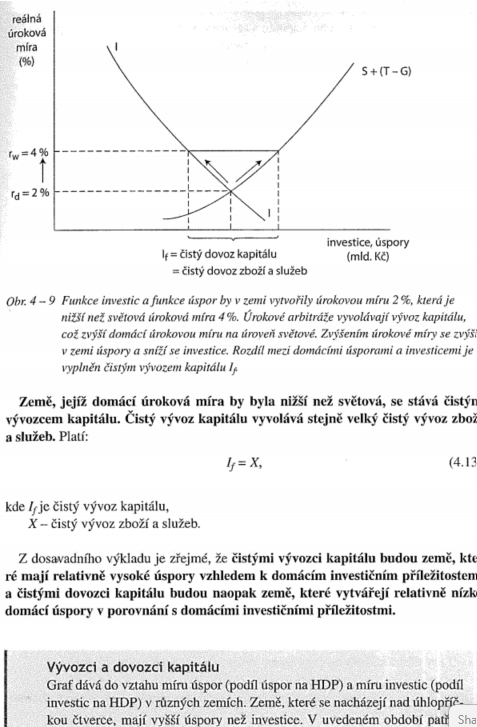 reálná
úroková
míra
(%)
I
S + (T – G)
r_w = 4 %
r_d = 2 %
I
investice, úspory
(mld. Kč)
I_f = čistý dovoz kapitálu
= čistý dovoz zboží a služeb
Obr. 4 – 9 Funkce investic a funkce úspor by v zemi vytvořily úrokovou míru 2 %, která je
nižší než světová úroková míra 4 %. Úrokové arbitráže vyvolávají vývoz kapitálu,
což zvýší domácí úrokovou míru na úroveň světové. Zvýšením úrokové míry se zvýší
v zemi úspory a sníží se investice. Rozdíl mezi domácími úsporami a investicemi je
vyplněn čistým vývozem kapitálu I_f.
Země, jejíž domácí úroková míra by byla nižší než světová, se stává čistým
vývozcem kapitálu. Čistý vývoz kapitálu vyvolává stejně velký čistý vývoz zbož
a služeb. Platí:
I_f = X, (4.13
kde I_f je čistý vývoz kapitálu,
X – čistý vývoz zboží a služeb.
Z dosavadního výkladu je zřejmé, že čistými vývozci kapitálu budou země, kte
ré mají relativně vysoké úspory vzhledem k domácím investičním příležitostem
a čistými dovozci kapitálu budou naopak země, které vytvářejí relativně nízké
domácí úspory v porovnání s domácími investičními příležitostmi.
Vývozci a dovozci kapitálu
Graf dává do vztahu míru úspor (podíl úspor na HDP) a míru investic (podíl
investic na HDP) v různých zemích. Země, které se nacházejí nad úhlopříč-
kou čtverce, mají vyšší úspory než investice. V uvedeném období patř
Sha